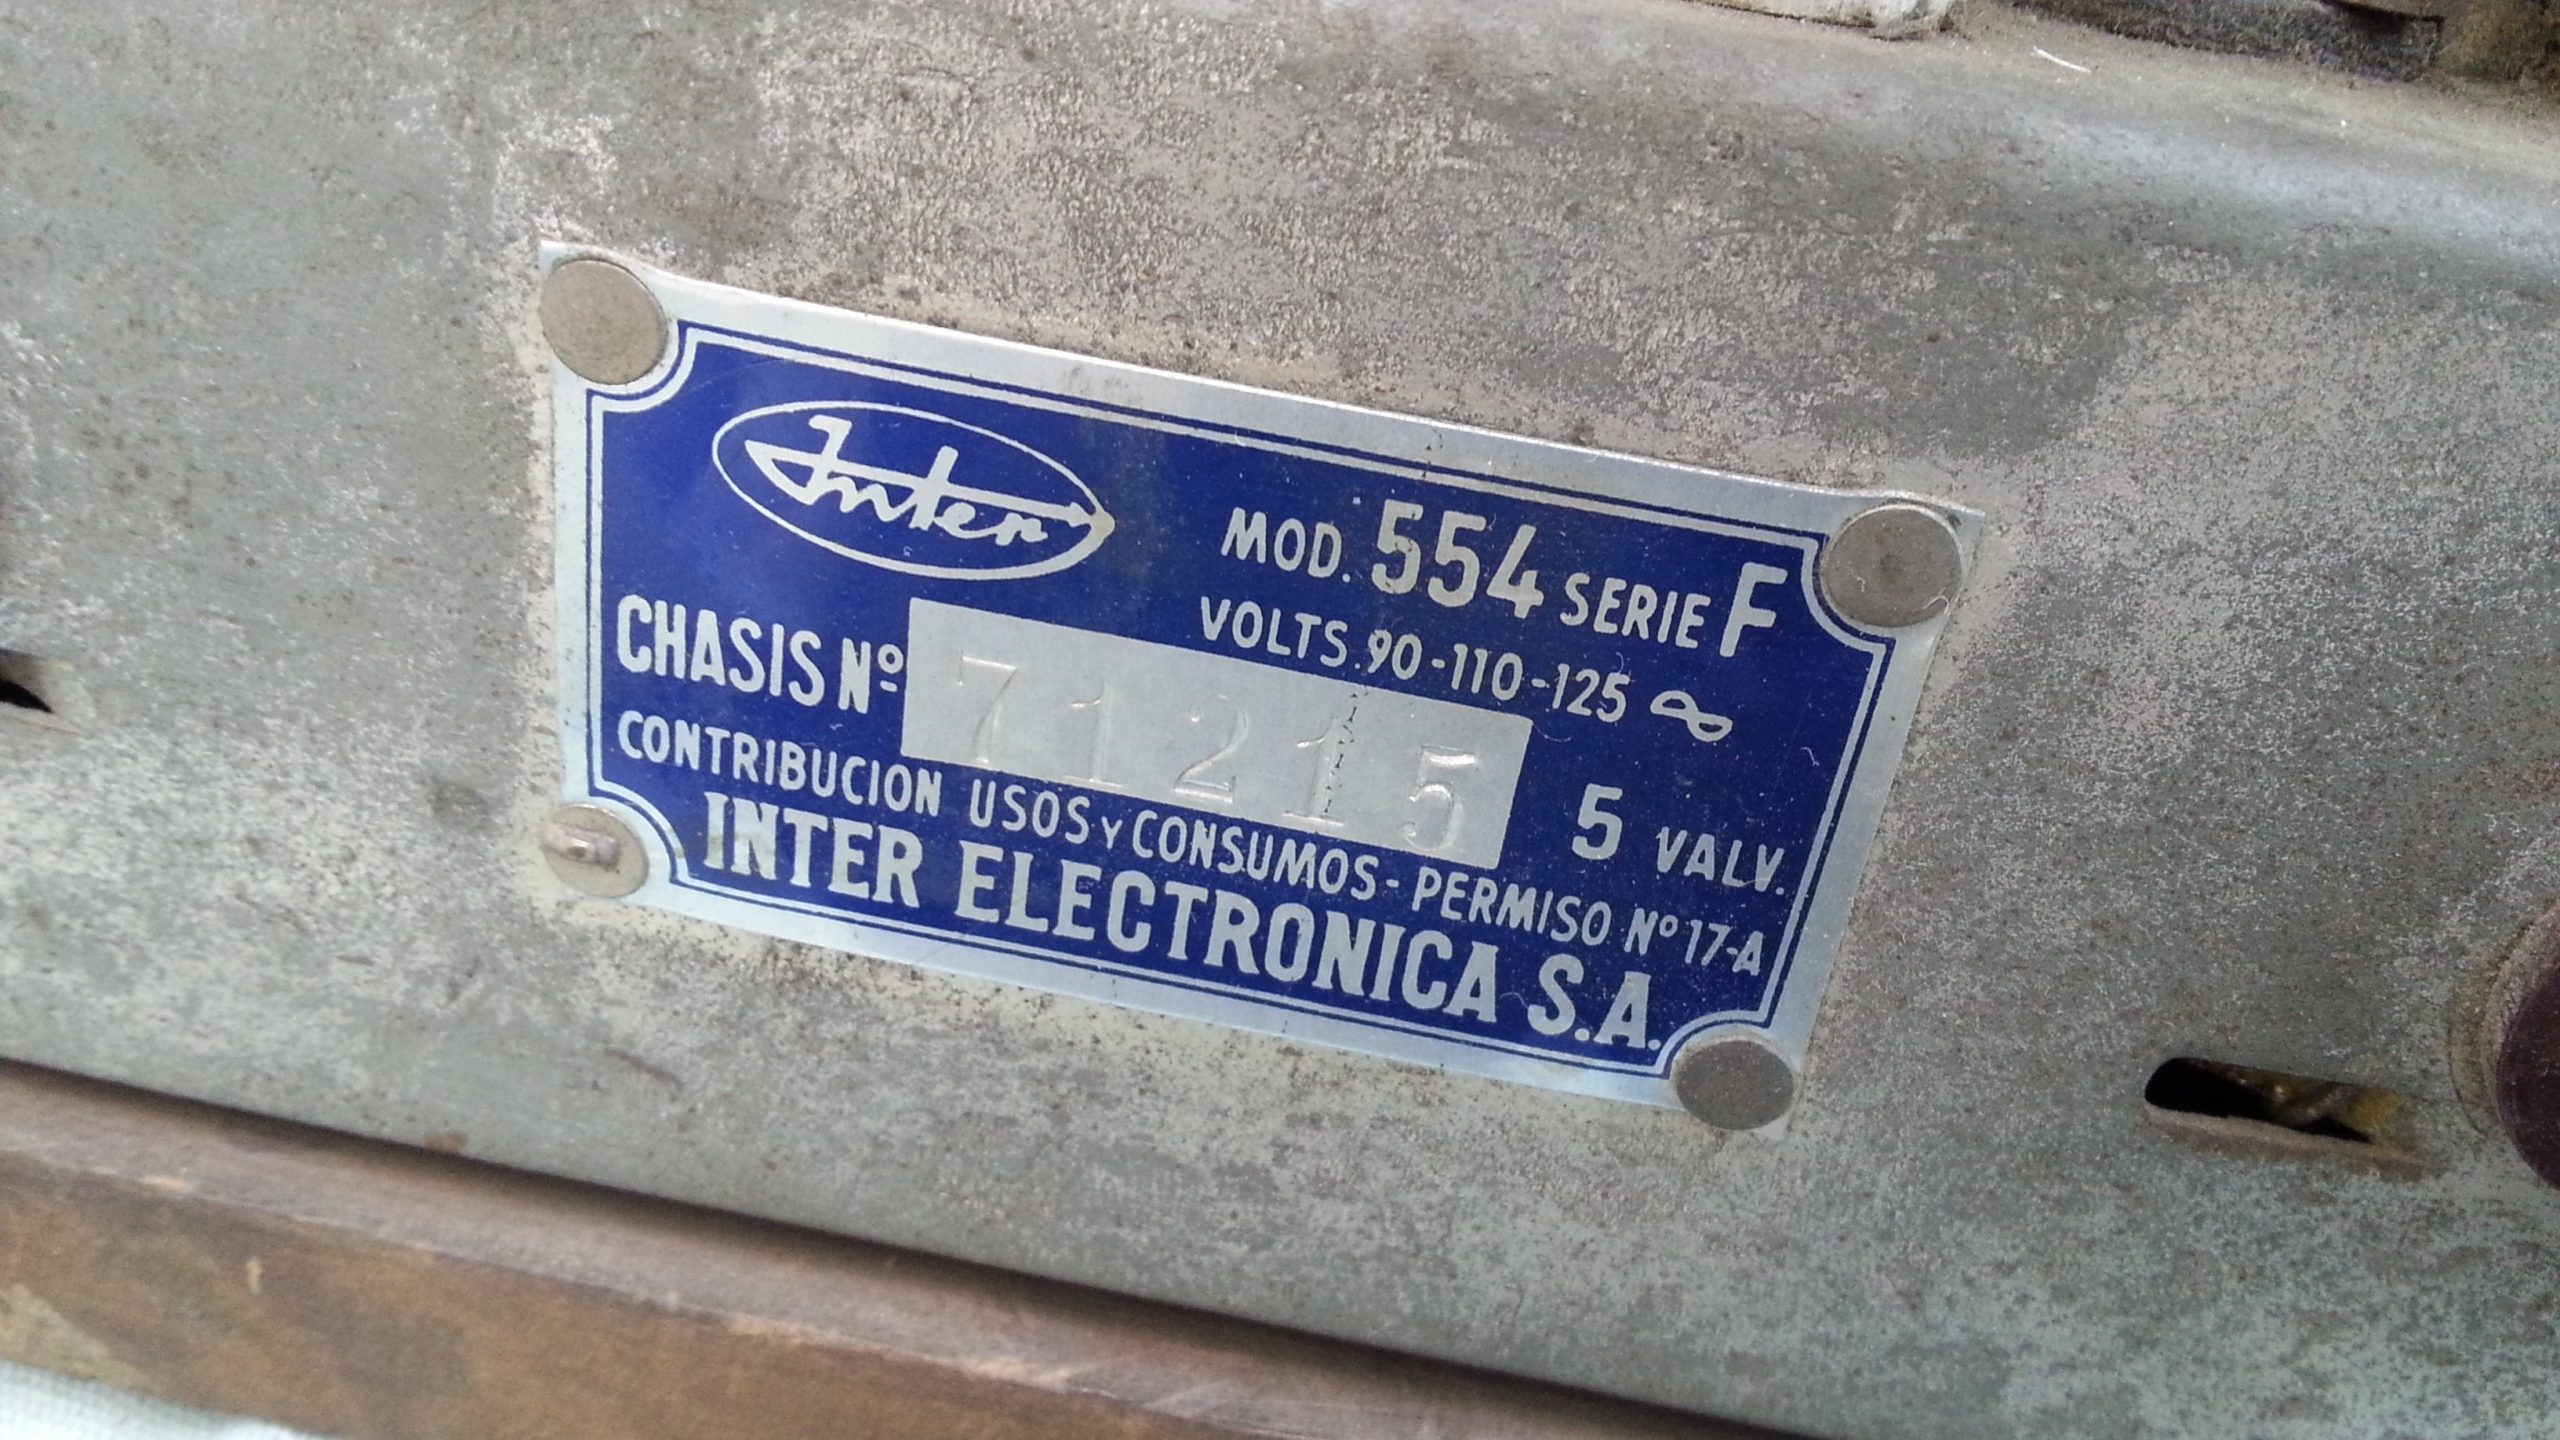 Inter
MOD. 554 SERIE F
VOLTS. 90-110-125 ∞
CHASIS Nº 71215
5 VALV.
CONTRIBUCION USOS Y CONSUMOS - PERMISO Nº 17-A
INTER ELECTRONICA S.A.